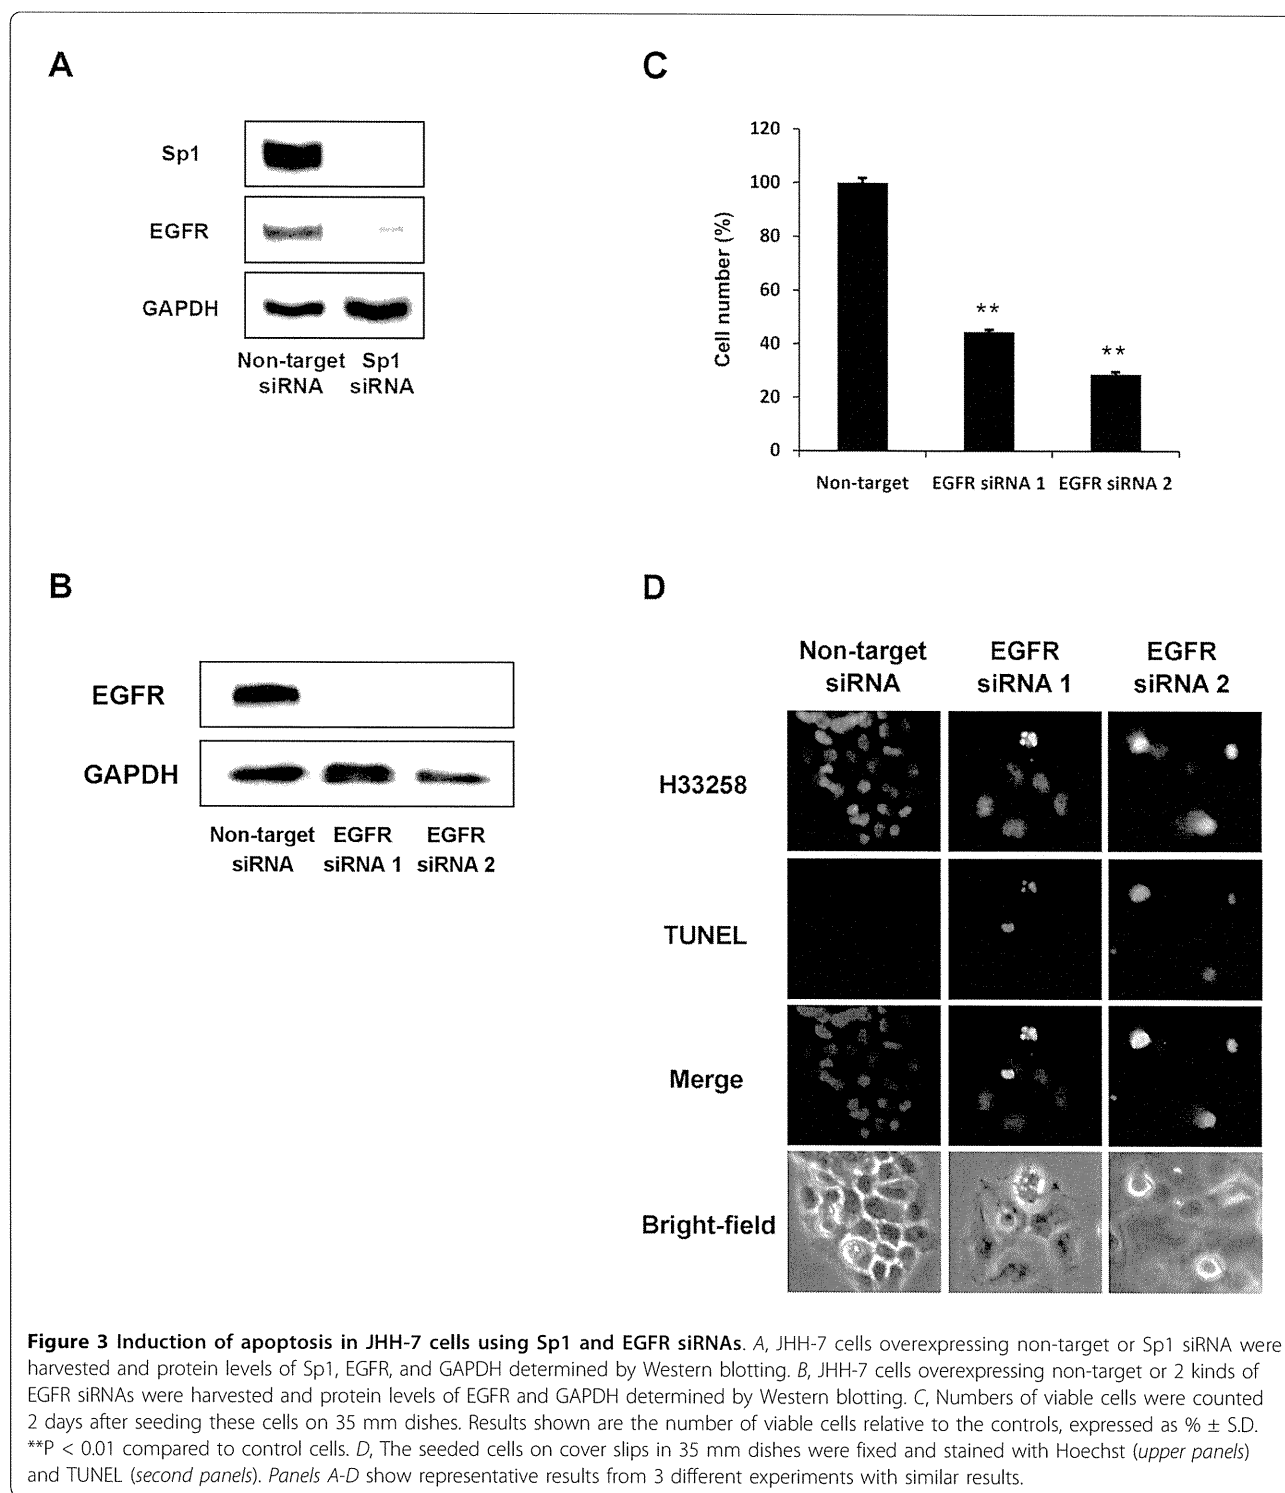 A
Sp1
EGFR
GAPDH
Non-target Sp1
siRNA siRNA
C
Cell number (%)
120
100
80
60
40
20
0
**
**
Non-target EGFR siRNA 1 EGFR siRNA 2
B
EGFR
GAPDH
Non-target EGFR EGFR
siRNA siRNA 1 siRNA 2
D
Non-target EGFR EGFR
siRNA siRNA 1 siRNA 2
H33258
TUNEL
Merge
Bright-field
Figure 3 Induction of apoptosis in JHH-7 cells using Sp1 and EGFR siRNAs. A, JHH-7 cells overexpressing non-target or Sp1 siRNA were
harvested and protein levels of Sp1, EGFR, and GAPDH determined by Western blotting. B, JHH-7 cells overexpressing non-target or 2 kinds of
EGFR siRNAs were harvested and protein levels of EGFR and GAPDH determined by Western blotting. C, Numbers of viable cells were counted
2 days after seeding these cells on 35 mm dishes. Results shown are the number of viable cells relative to the controls, expressed as % ± S.D.
**P < 0.01 compared to control cells. D, The seeded cells on cover slips in 35 mm dishes were fixed and stained with Hoechst (upper panels)
and TUNEL (second panels). Panels A-D show representative results from 3 different experiments with similar results.